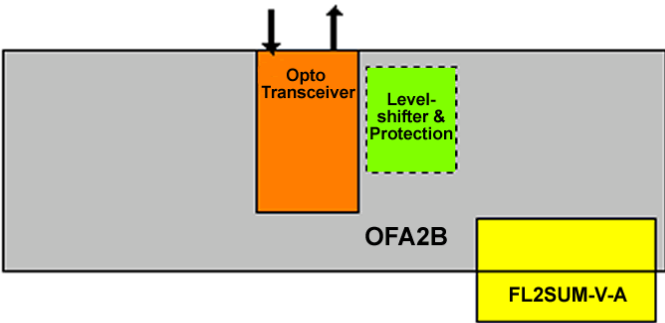 Opto
Transceiver
Level-
shifter &
Protection
OFA2B
FL2SUM-V-A